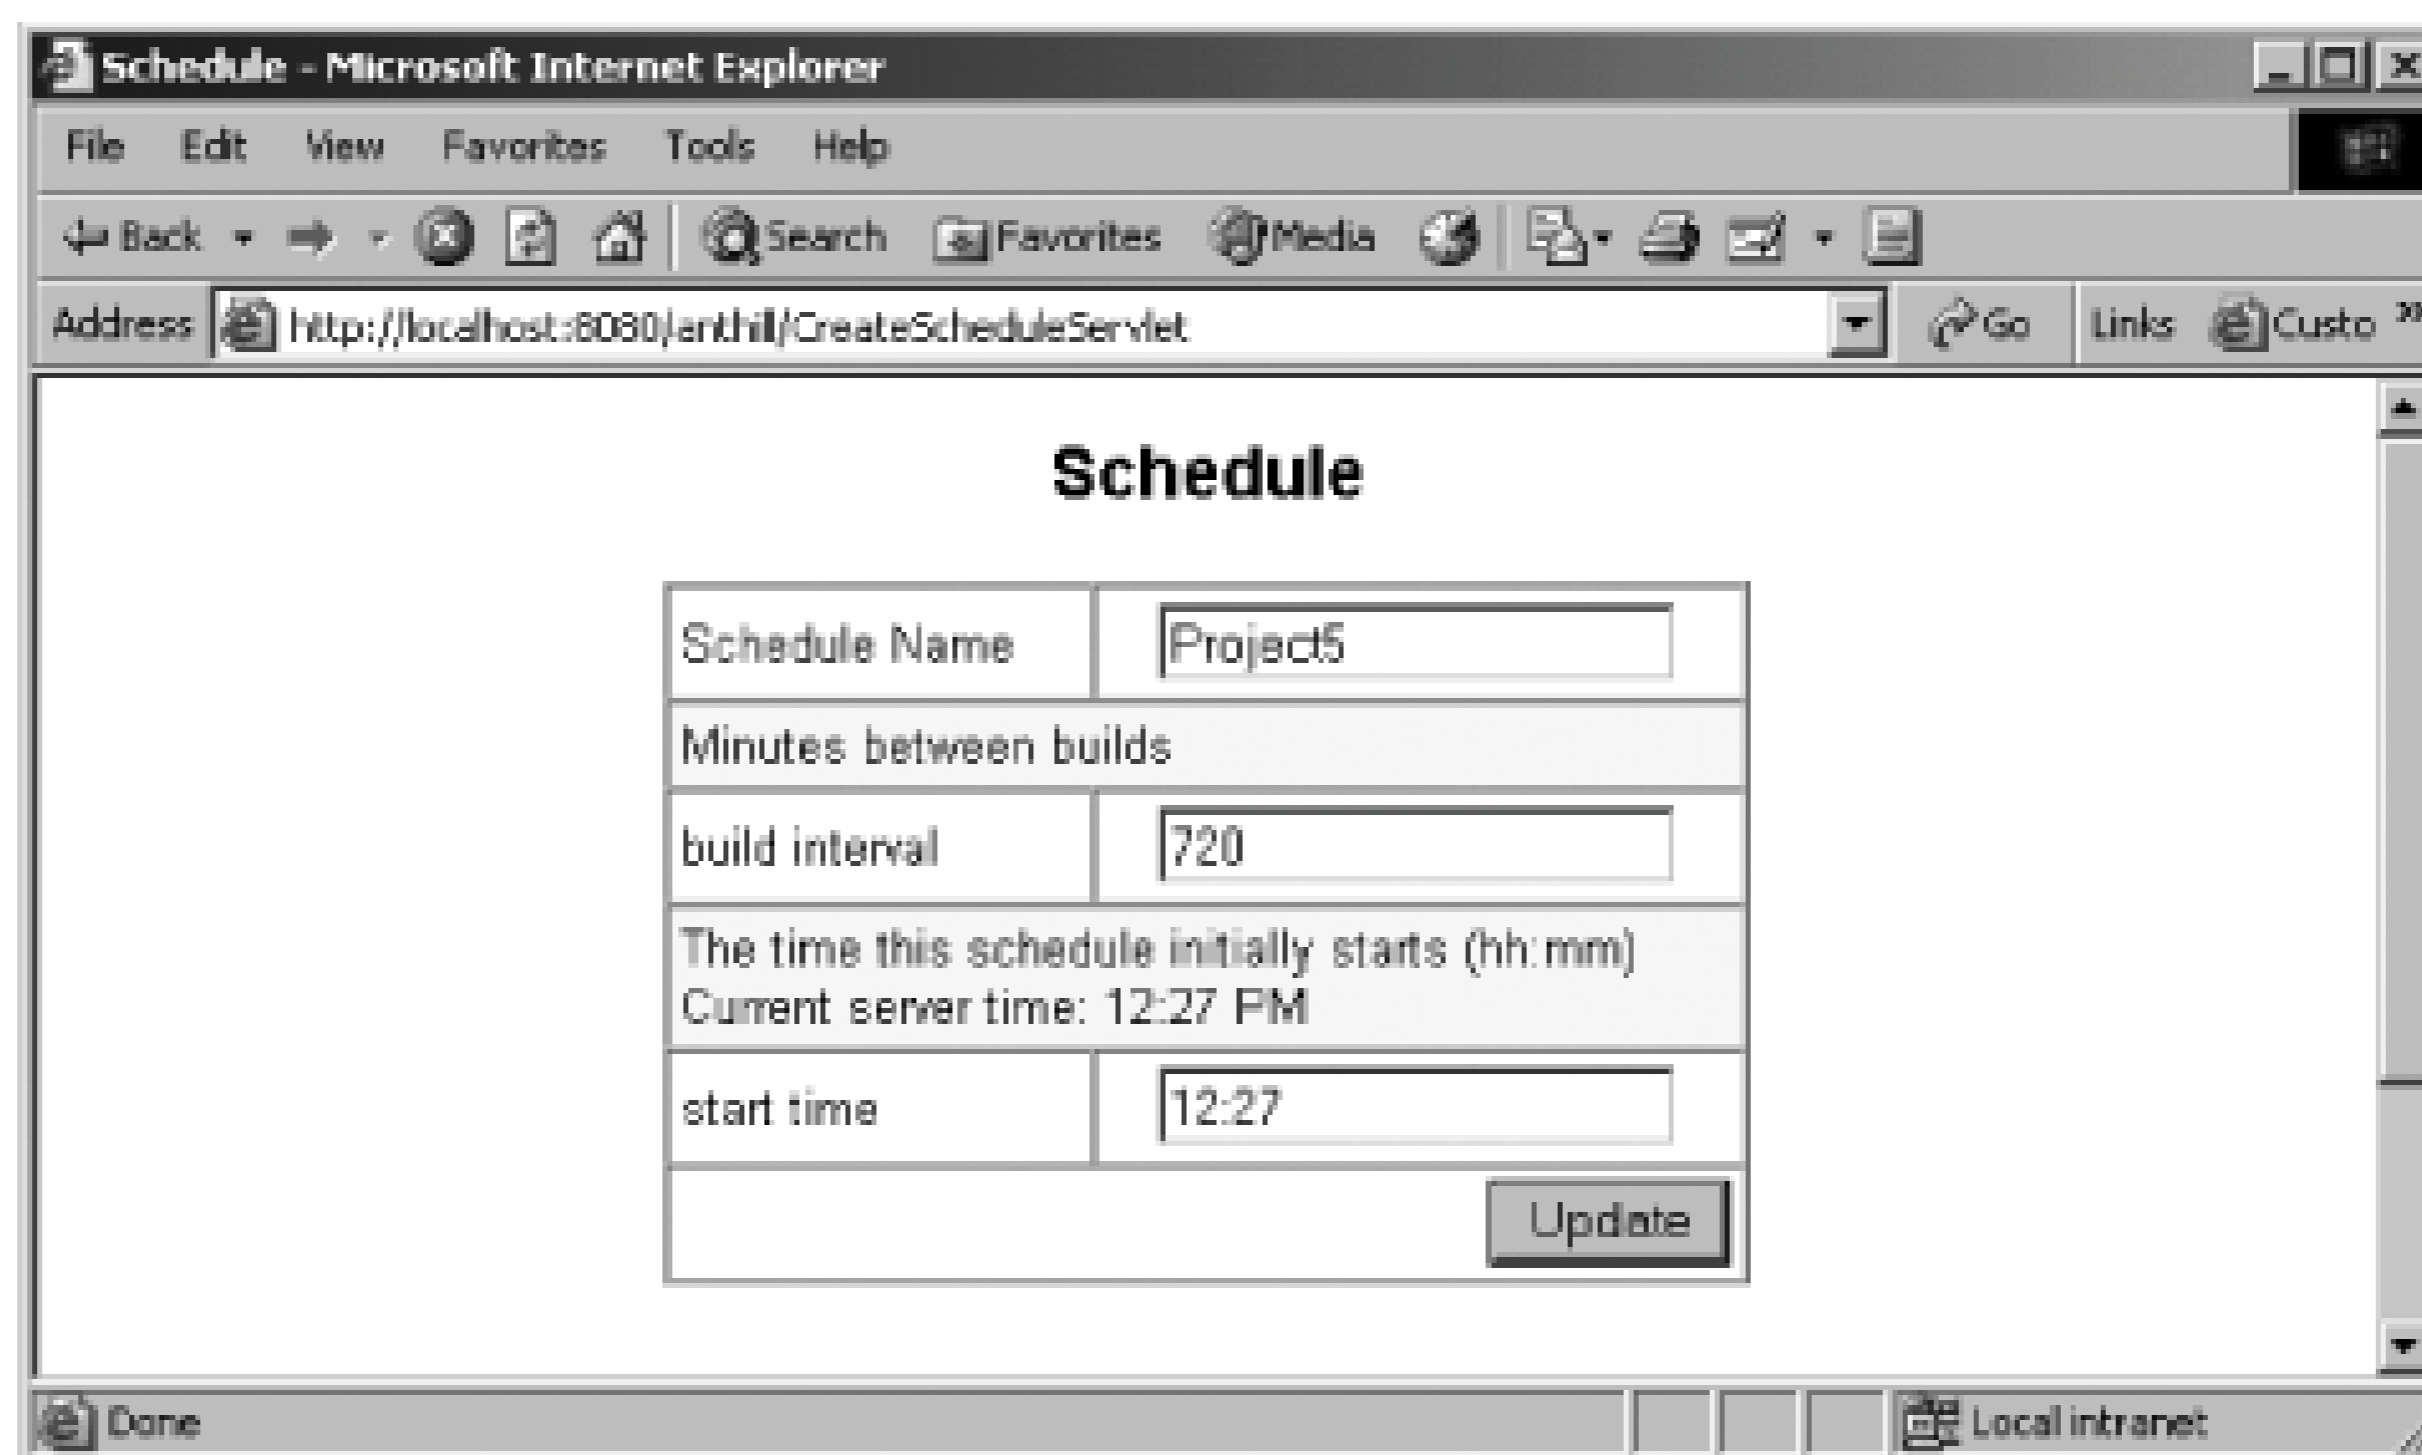 Schedule - Microsoft Internet Explorer
File Edit View Favorites Tools Help
Back Search Favorites Media
Address http://localhost:8080/anthill/CreateScheduleServlet Go Links Custo »
Schedule
Schedule Name Project5
Minutes between builds
build interval 720
The time this schedule initially starts (hh:mm)
Current server time: 12:27 PM
start time 12:27
Update
Done Local intranet